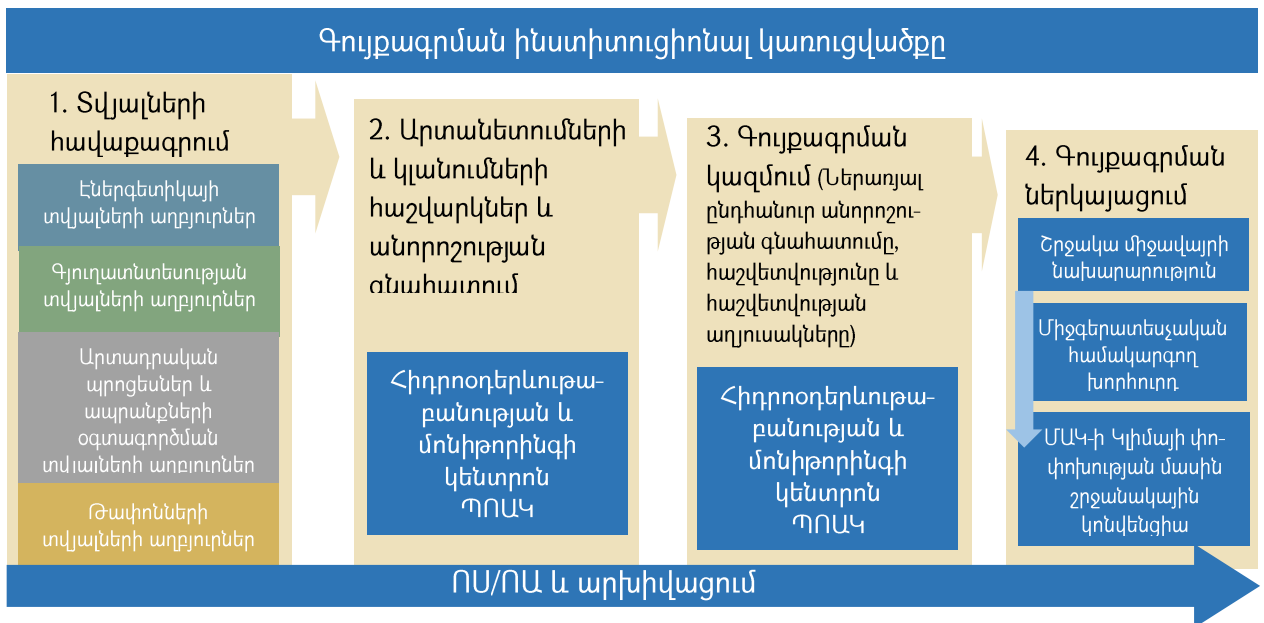 Գույքագրման ինստիտուցիոնալ կառուցվածքը
1. Տվյալների
հավաքագրում
Էներգետիկայի
տվյալների աղբյուրներ
Գյուղատնտեսության
տվյալների աղբյուրներ
Արտադրական
պրոցեսներ և
ապրանքների
օգտագործման
տվյալների աղբյուրներ
Թափոնների
տվյալների աղբյուրներ
2. Արտանետումների
և կլանումների
հաշվարկներ և
անորոշության
գնահատում
Հիդրոօդերևութա-
բանության և
մոնիթորինգի
կենտրոն
ՊՈԱԿ
3. Գույքագրման
կազմում (Ներառյալ
ընդհանուր անորոշու-
թյան գնահատումը,
հաշվետվությունը և
հաշվետվության
աղյուսակները)
Հիդրոօդերևութա-
բանության և
մոնիթորինգի
կենտրոն
ՊՈԱԿ
4. Գույքագրման
ներկայացում
Շրջակա միջավայրի
նախարարություն
Միջգերատեսչական
համակարգող
խորհուրդ
ՄԱԿ-ի Կլիմայի փո-
փոխության մասին
շրջանակային
կոնվենցիա
ՈՍ/ՈԱ և արխիվացում